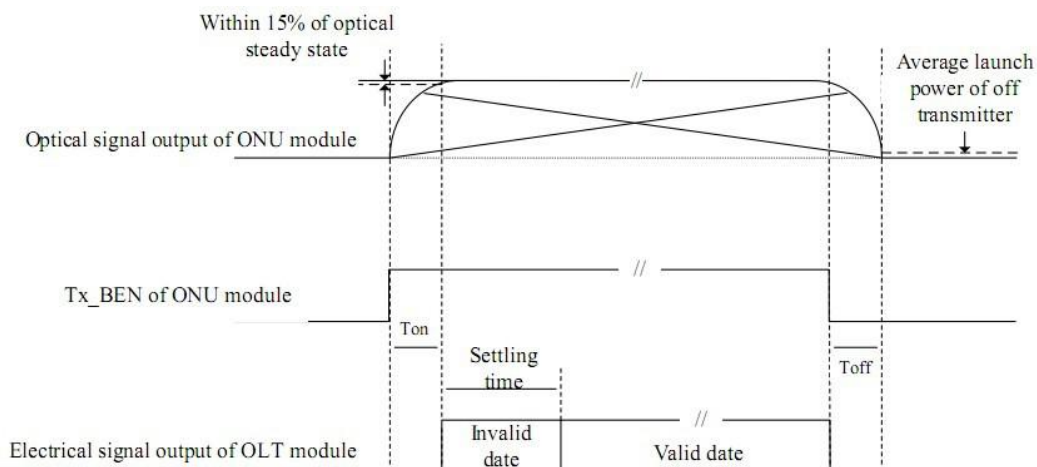 Within 15% of optical
steady state
Average launch
power of off
transmitter
Optical signal output of ONU module
Tx_BEN of ONU module
Ton
Toff
Settling
time
Electrical signal output of OLT module
Invalid
date
Valid date